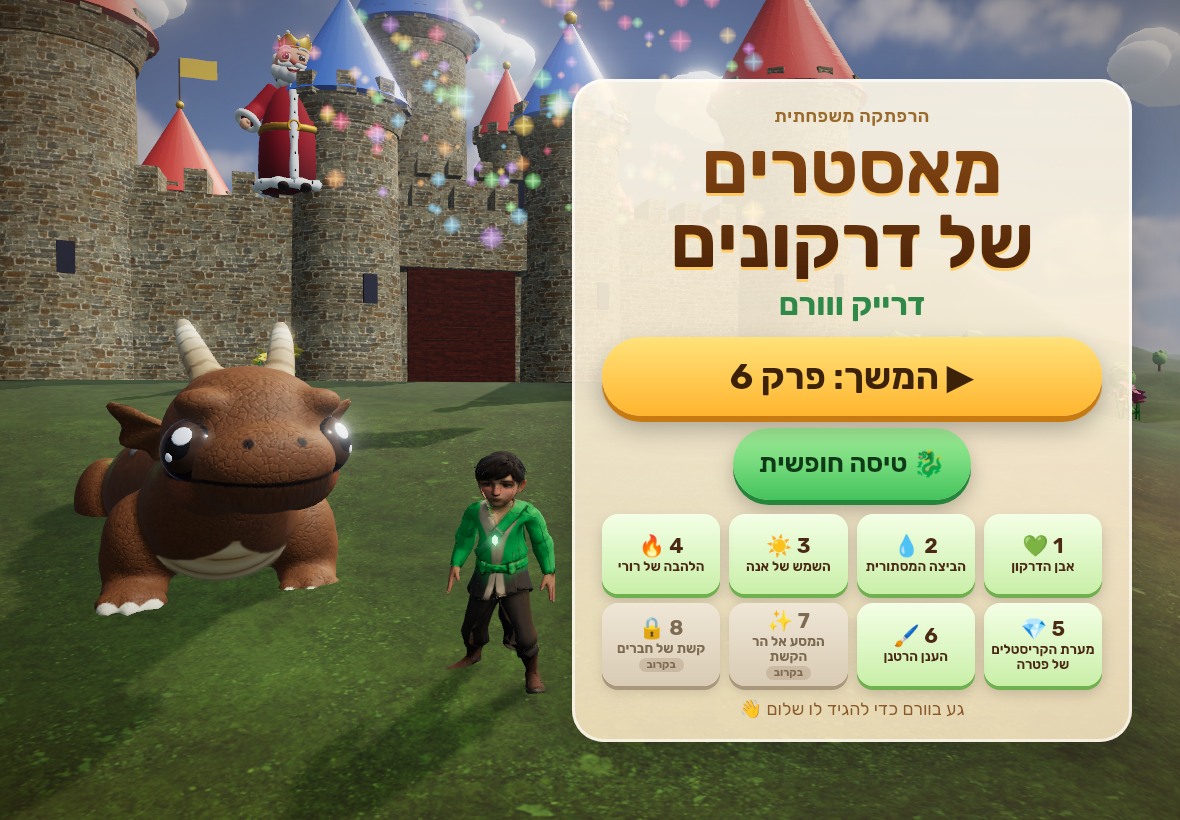 הרפתקה משפחתית
מאסטרים
של דרקונים
דרייק ווורם
▶ המשך: פרק 6
🐉 טיסה חופשית
1 💚
אבן הדרקון
2 💧
הביצה המסתורית
3 ☀️
השמש של אנה
4 🔥
הלהבה של רורי
5 💎
מערת הקריסטלים
של פטרה
6 🖌️
הענן הרטנן
7 ✨
המסע אל הר
הקשת
בקרוב
8 🔒
קשת של חברים
בקרוב
גע בוורם כדי להגיד לו שלום 👋